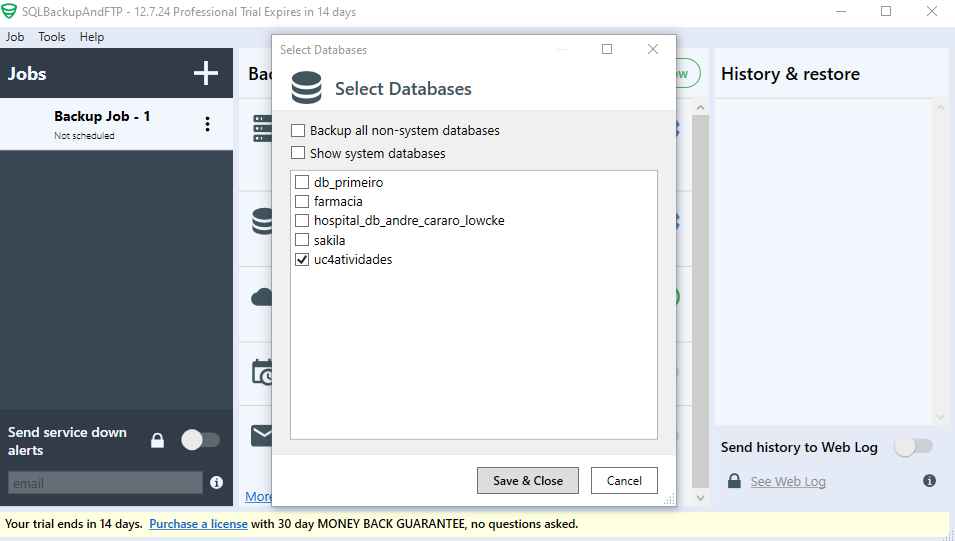 SQLBackupAndFTP - 12.7.24 Professional Trial Expires in 14 days
Job Tools Help
Jobs
Backup Job - 1
Not scheduled
Send service down
alerts
email
Select Databases
Select Databases
Backup all non-system databases
Show system databases
db_primeiro
farmacia
hospital_db_andre_cararo_lowcke
sakila
uc4atividades
Save & Close
Cancel
More
History & restore
Send history to Web Log
See Web Log
Your trial ends in 14 days. Purchase a license with 30 day MONEY BACK GUARANTEE, no questions asked.